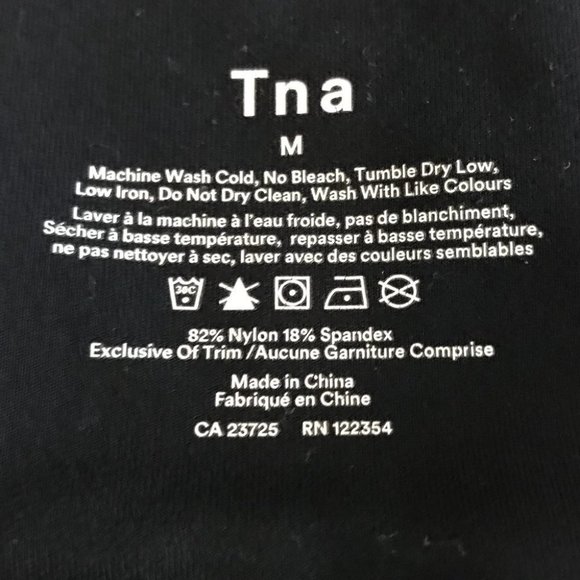 Tna
M
Machine Wash Cold, No Bleach, Tumble Dry Low,
Low Iron, Do Not Dry Clean, Wash With Like Colours
Laver à la machine à l'eau froide, pas de blanchiment,
Sécher à basse température, repasser à basse température,
ne pas nettoyer à sec, laver avec des couleurs semblables
30C
82% Nylon 18% Spandex
Exclusive Of Trim /Aucune Garniture Comprise
Made in China
Fabriqué en Chine
CA 23725 RN 122354